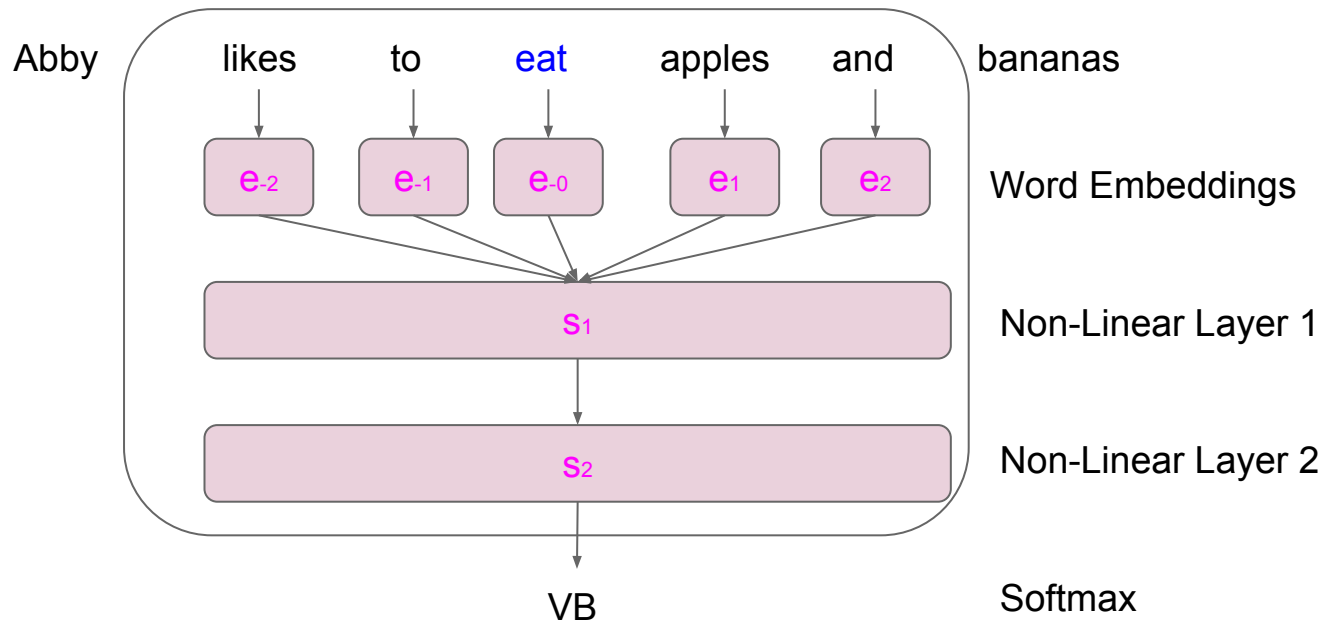 Abby likes to eat apples and bananas
e-2 e-1 e-0 e1 e2 Word Embeddings
s1 Non-Linear Layer 1
s2 Non-Linear Layer 2
VB Softmax